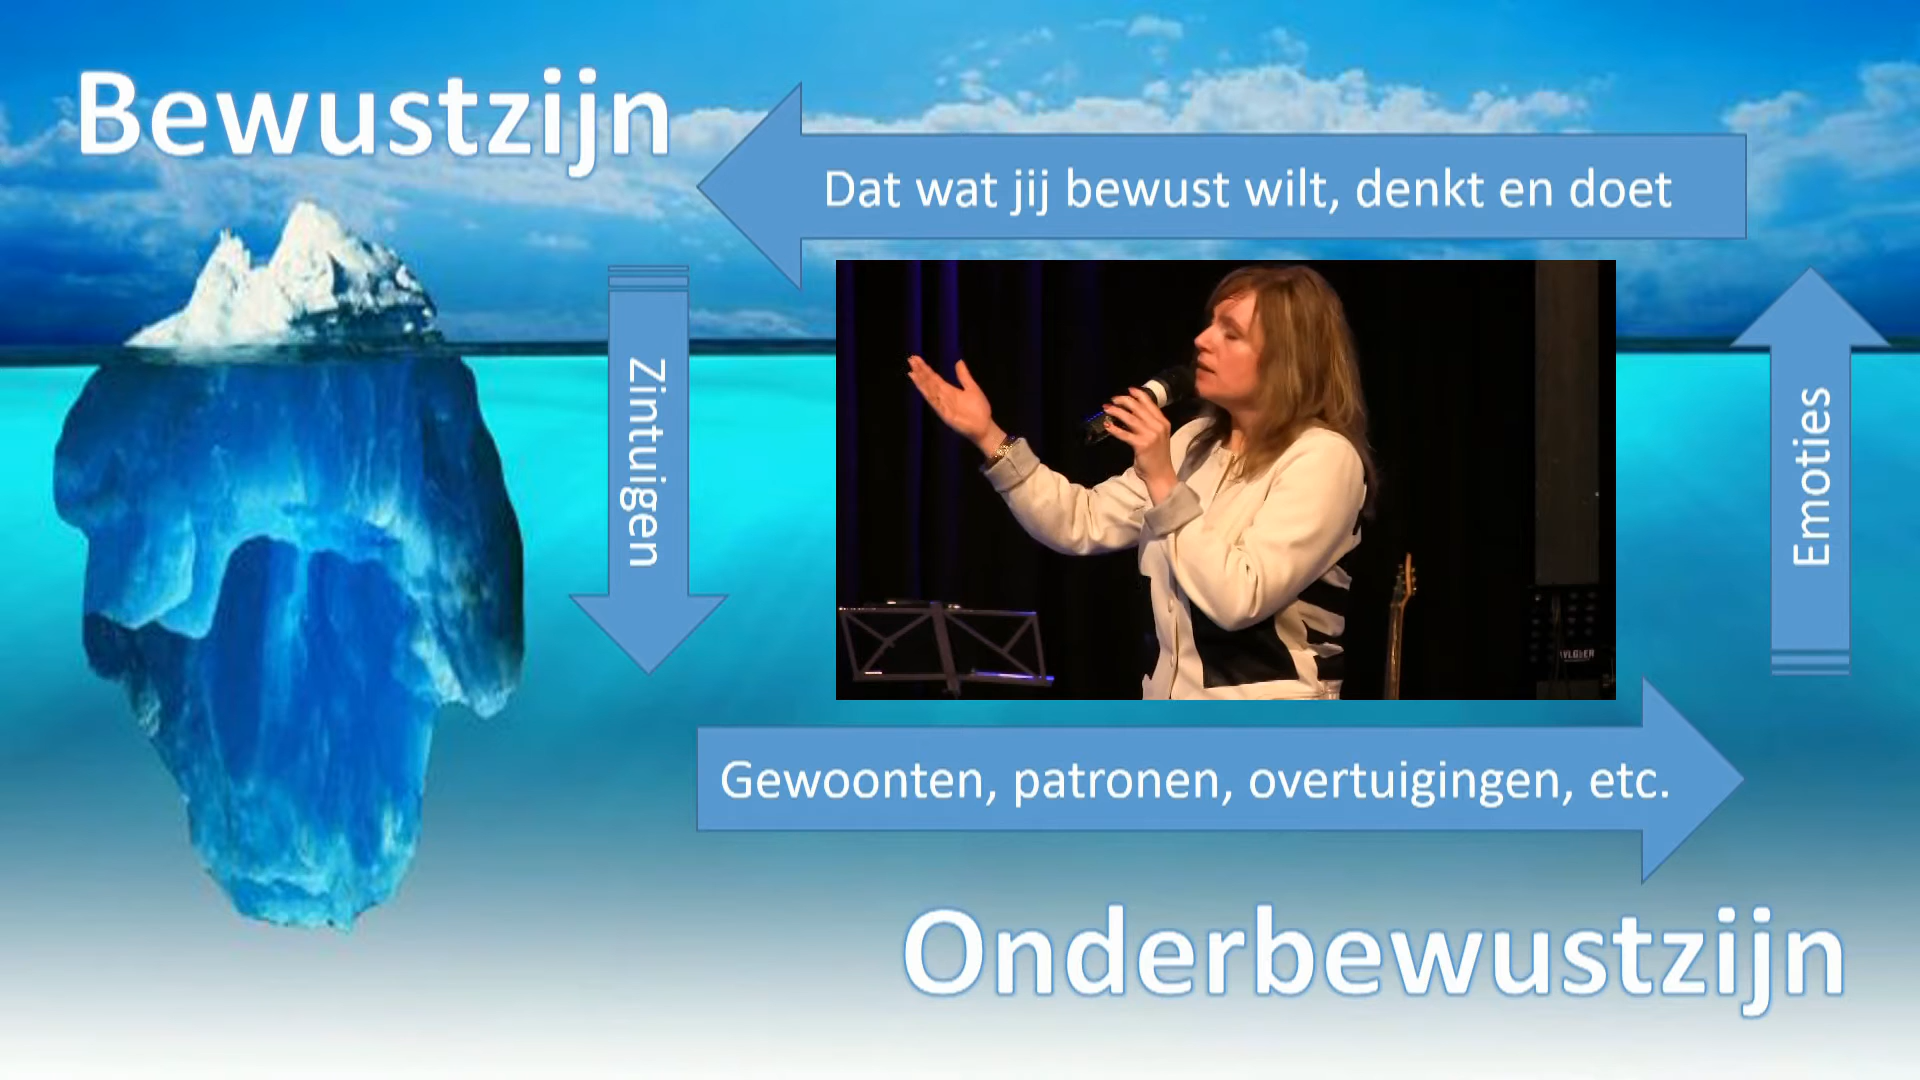 Bewustzijn
Dat wat jij bewust wilt, denkt en doet
Zintuigen
Emoties
Gewoonten, patronen, overtuigingen, etc.
Onderbewustzijn